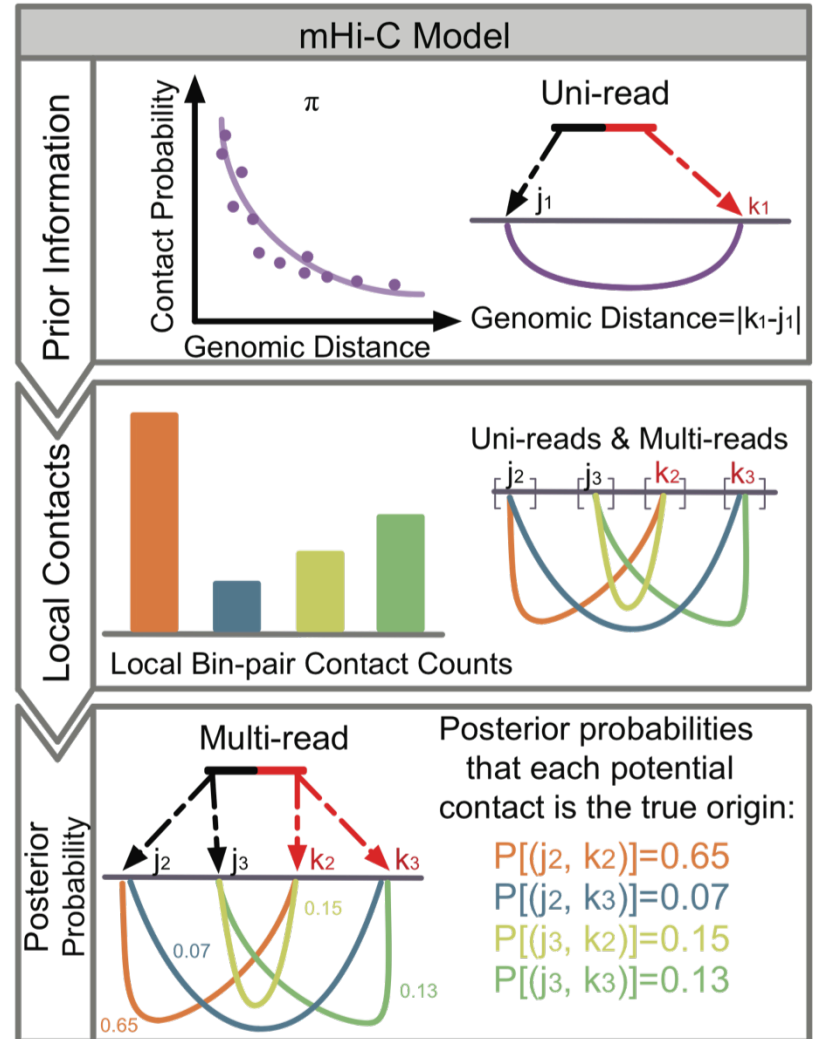 mHi-C Model
Prior Information
Contact Probability
π
Genomic Distance
Uni-read
j1
k1
Genomic Distance=|k1-j1|
Local Contacts
Local Bin-pair Contact Counts
Uni-reads & Multi-reads
j2 j3 k2 k3
Posterior
Probability
Multi-read
j2 j3 k2 k3
0.15
0.07
0.13
0.65
Posterior probabilities
that each potential
contact is the true origin:
P[(j2, k2)]=0.65
P[(j2, k3)]=0.07
P[(j3, k2)]=0.15
P[(j3, k3)]=0.13